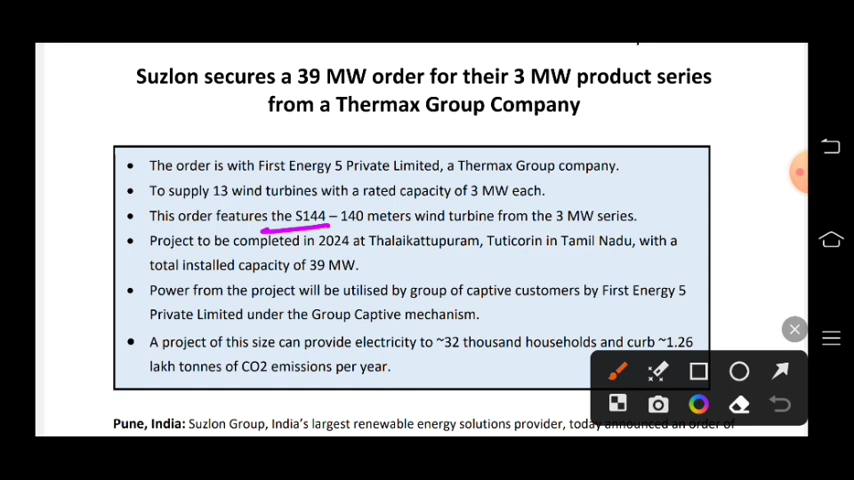 Suzlon secures a 39 MW order for their 3 MW product series
from a Thermax Group Company
• The order is with First Energy 5 Private Limited, a Thermax Group company.
• To supply 13 wind turbines with a rated capacity of 3 MW each.
• This order features the S144 – 140 meters wind turbine from the 3 MW series.
• Project to be completed in 2024 at Thalaikattupuram, Tuticorin in Tamil Nadu, with a
total installed capacity of 39 MW.
• Power from the project will be utilised by group of captive customers by First Energy 5
Private Limited under the Group Captive mechanism.
• A project of this size can provide electricity to ~32 thousand households and curb ~1.26
lakh tonnes of CO2 emissions per year.
Pune, India: Suzlon Group, India's largest renewable energy solutions provider, today announced an order of